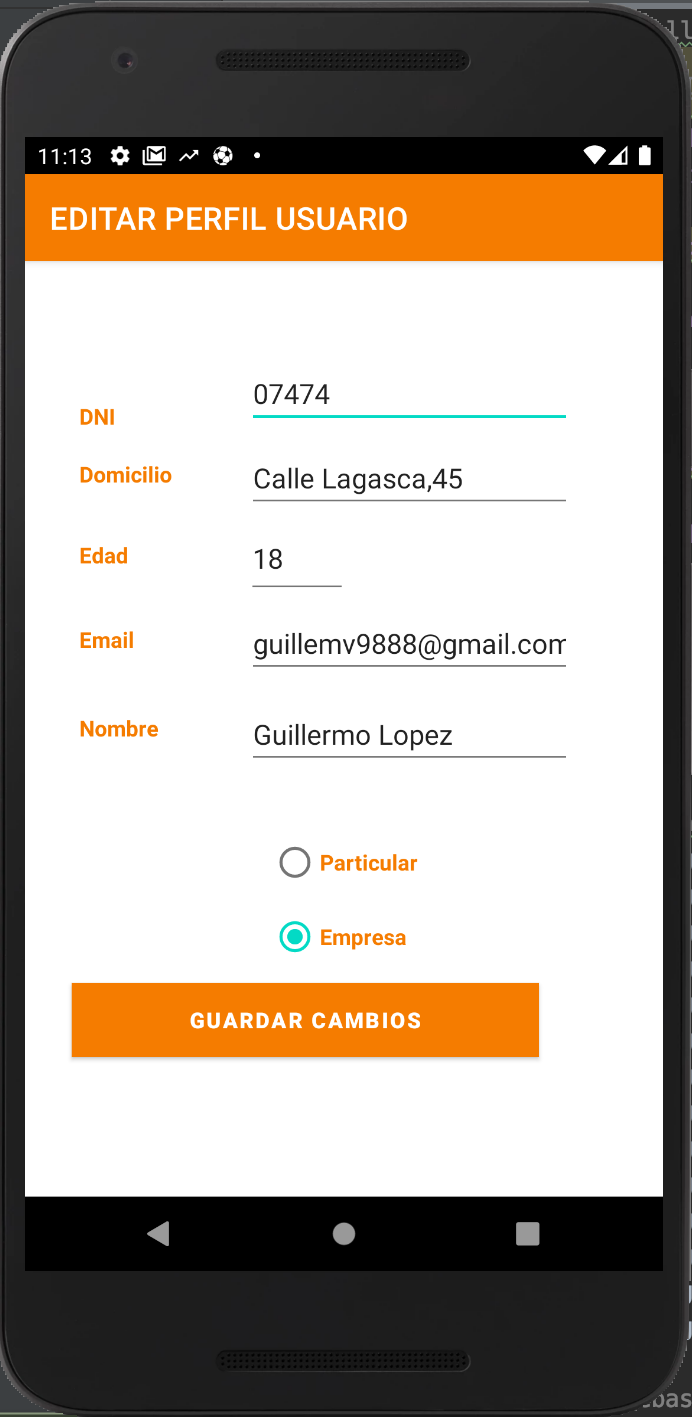 11:13
EDITAR PERFIL USUARIO
DNI 07474
Domicilio Calle Lagasca,45
Edad 18
Email guillemv9888@gmail.com
Nombre Guillermo Lopez
Particular
Empresa
GUARDAR CAMBIOS